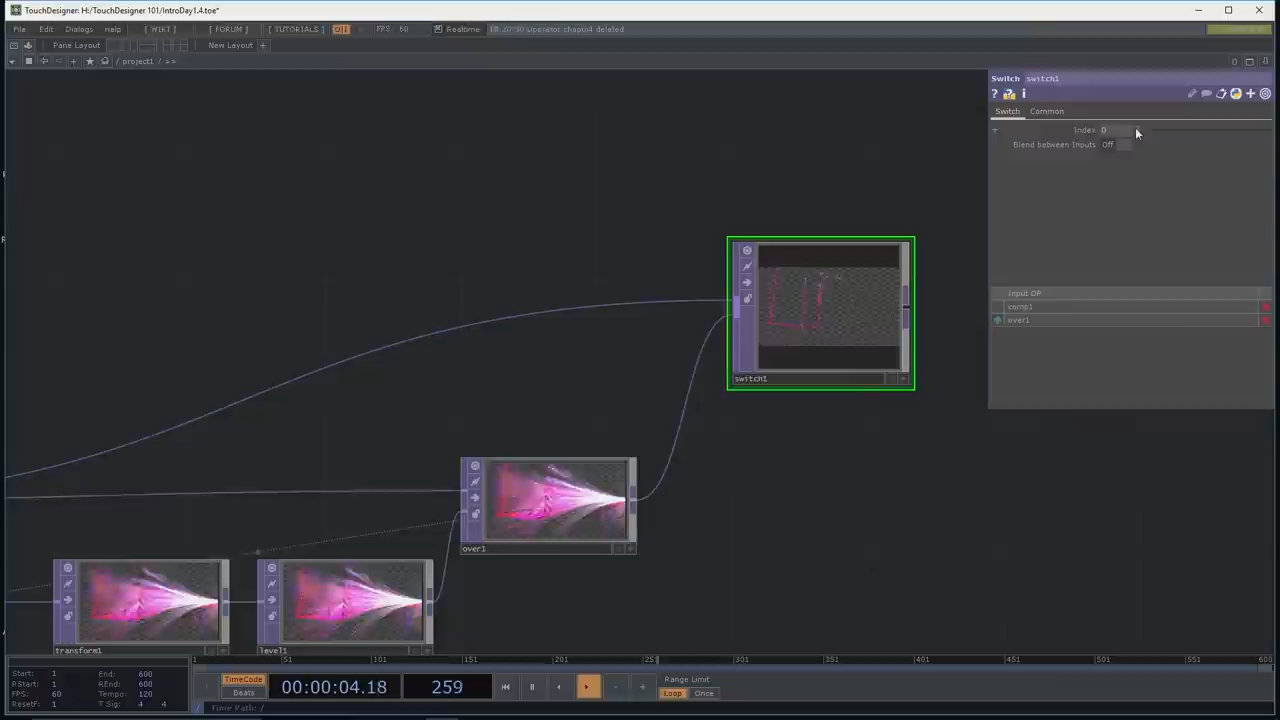 TouchDesigner: H:/TouchDesigner 101/IntroDay1.4.toe*
File Edit Dialogs Help [ WIKI ] [ FORUM ] [ TUTORIALS ] OII FPS: 60 Realtime Operator chopto4 deleted
Pane Layout New Layout +
/ project1 / >>
Switch switch1
? i
Switch Common
Index 0
Blend between Inputs Off
Input OP
comp1
over1
switch1
over1
transform1 level1
1 51 101 151 201 251 301 351 401 451 501 551 600
Start: 1 End: 600
RStart: 1 REnd: 600
FPS: 60 Tempo: 120
ResetF: 1 T Sig: 4 4
TimeCode
Beats
00:00:04.18 259
Range Limit
Loop Once
/ Time Path: /